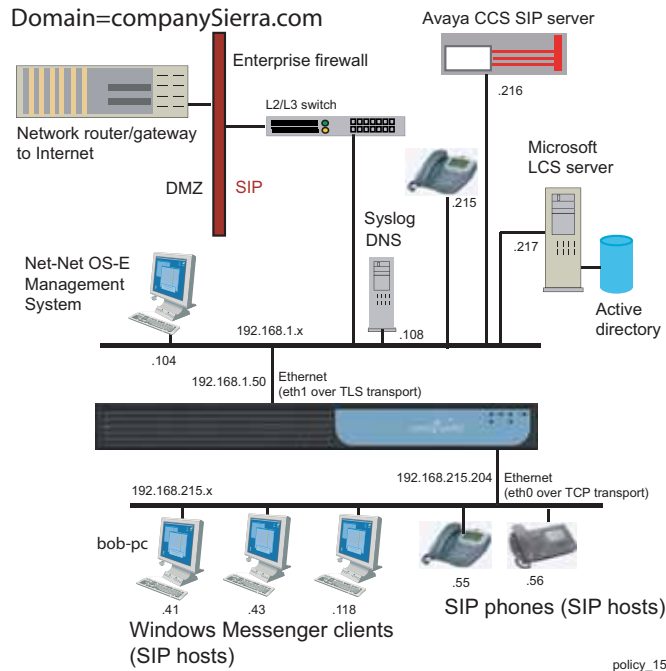 Domain=companySierra.com
Avaya CCS SIP server
Enterprise firewall
L2/L3 switch
.216
Network router/gateway
to Internet
Microsoft
LCS server
DMZ
SIP
.215
Syslog
DNS
.217
Net-Net OS-E
Management
System
Active
directory
192.168.1.x
.108
.104
192.168.1.50
Ethernet
(eth1 over TLS transport)
192.168.215.204
Ethernet
(eth0 over TCP transport)
192.168.215.x
bob-pc
.41
.43
.118
.55
.56
SIP phones (SIP hosts)
Windows Messenger clients
(SIP hosts)
policy_15